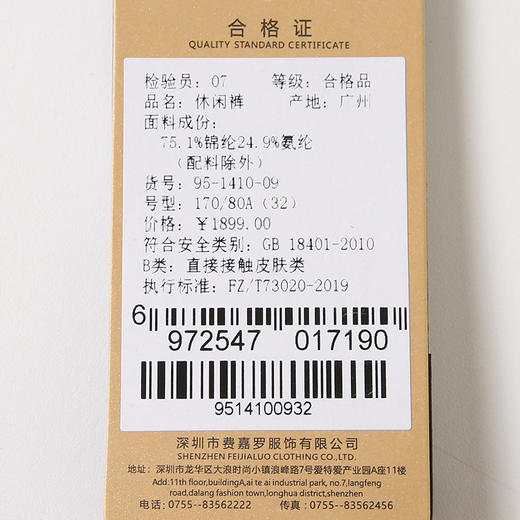 合格证
QUALITY STANDARD CERTIFICATE
检验员: 07 等级: 合格品
品名: 休闲裤 产地: 广州
面料成份:
75.1%锦纶24.9%氨纶
(配料除外)
货号: 95-1410-09
号型: 170/80A (32)
价格: ￥1899.00
符合安全类别: GB 18401-2010
B类: 直接接触皮肤类
执行标准: FZ/T73020-2019
6 972547 017190
9514100932
深圳市费嘉罗服饰有限公司
SHENZHEN FEIJIALUO CLOTHING CO.,LTD.
地址:深圳市龙华区大浪时尚小镇浪峰路7号爱特爱产业园A座11楼
Add:11th floor,buildingA,ai te ai industrial park, no.7,langfeng
road,dalang fashion town,longhua district,shenzhen
电话:0755--83562222 传真:0755--83562456